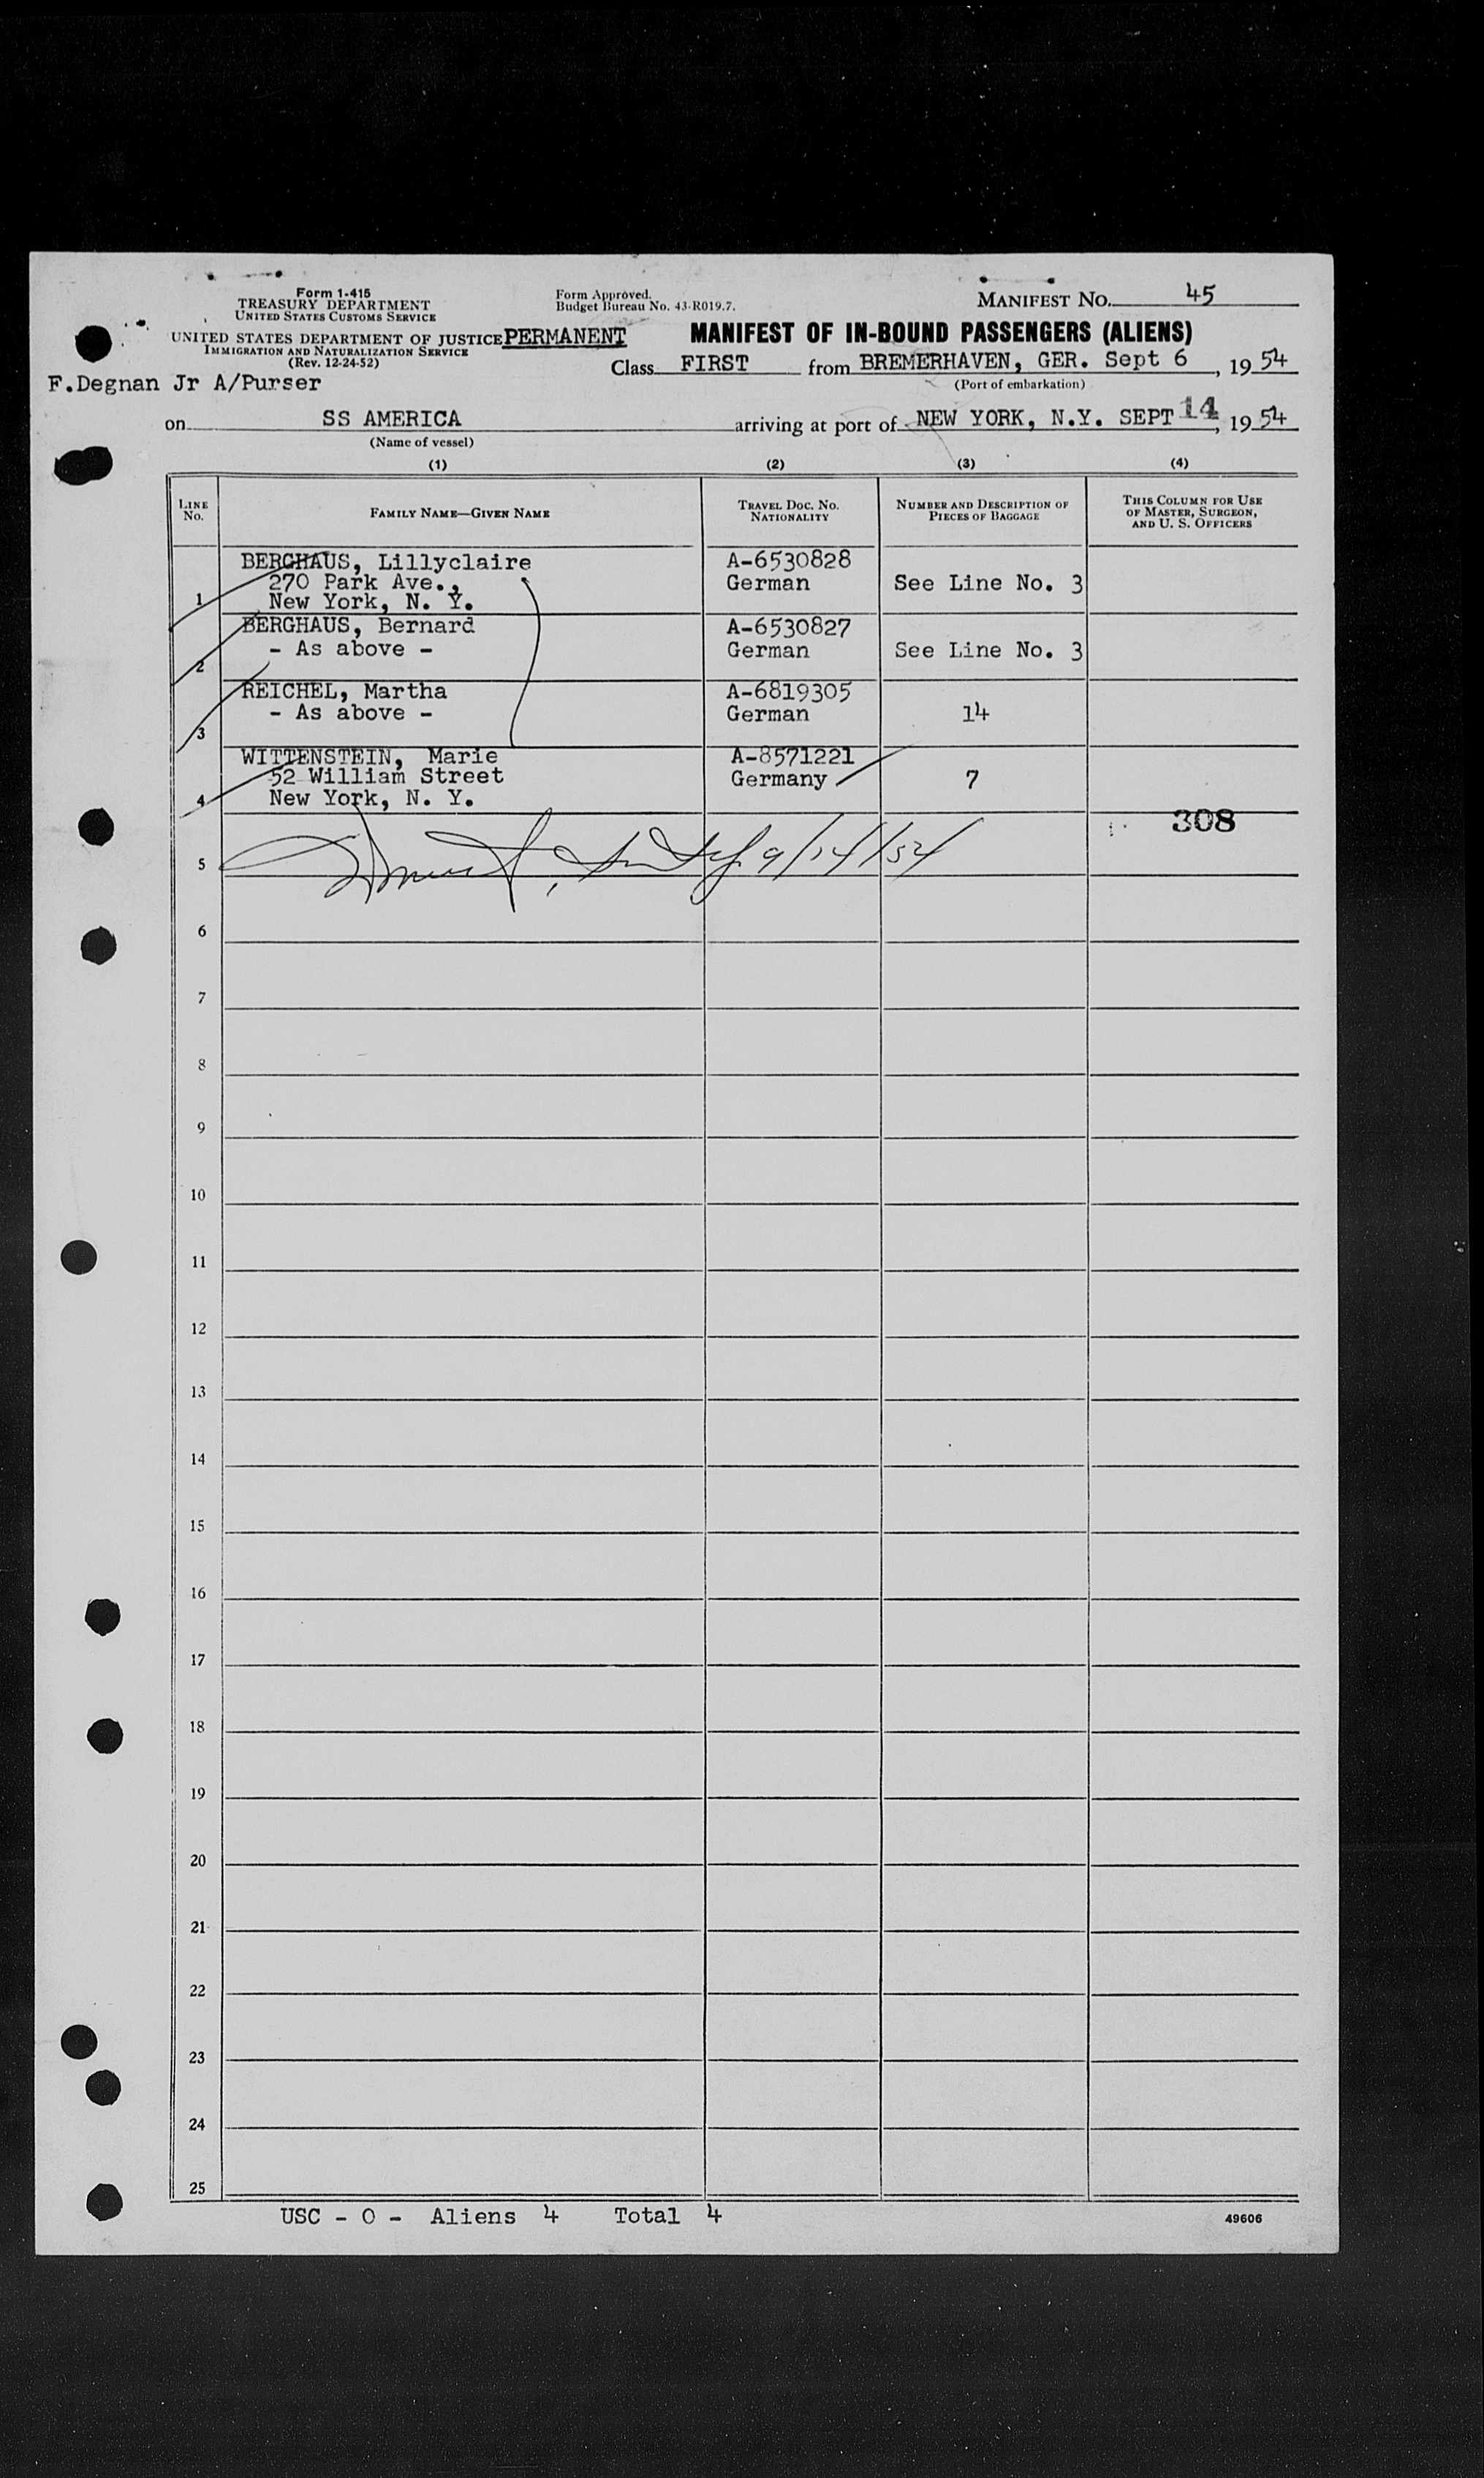 Form 1-415
TREASURY DEPARTMENT
UNITED STATES CUSTOMS SERVICE
UNITED STATES DEPARTMENT OF JUSTICE
IMMIGRATION AND NATURALIZATION SERVICE
(Rev. 12-24-52)
F.Degnan Jr A/Purser
Form Approved.
Budget Bureau No. 43-R019.7.
PERMANENT
MANIFEST NO. 45
MANIFEST OF IN-BOUND PASSENGERS (ALIENS)
Class FIRST from BREMERHAVEN, GER. Sept 6, 1954
(Port of embarkation)
on SS AMERICA arriving at port of NEW YORK, N.Y. SEPT 14, 1954
(Name of vessel)
(1) (2) (3) (4)
LINE NO. FAMILY NAME—GIVEN NAME TRAVEL DOC. NO. NATIONALITY NUMBER AND DESCRIPTION OF PIECES OF BAGGAGE THIS COLUMN FOR USE OF MASTER, SURGEON, AND U. S. OFFICERS
BERGHAUS, Lillyclaire A-6530828
270 Park Ave., German See Line No. 3
1 New York, N. Y.
BERGHAUS, Bernard A-6530827
- As above - German See Line No. 3
2
REICHEL, Martha A-6819305
- As above - German 14
3
WITTENSTEIN, Marie A-8571221
52 William Street Germany 7
4 New York, N. Y.
308
5 9/14/54
6
7
8
9
10
11
12
13
14
15
16
17
18
19
20
21
22
23
24
25
USC - 0 - Aliens 4 Total 4
49606